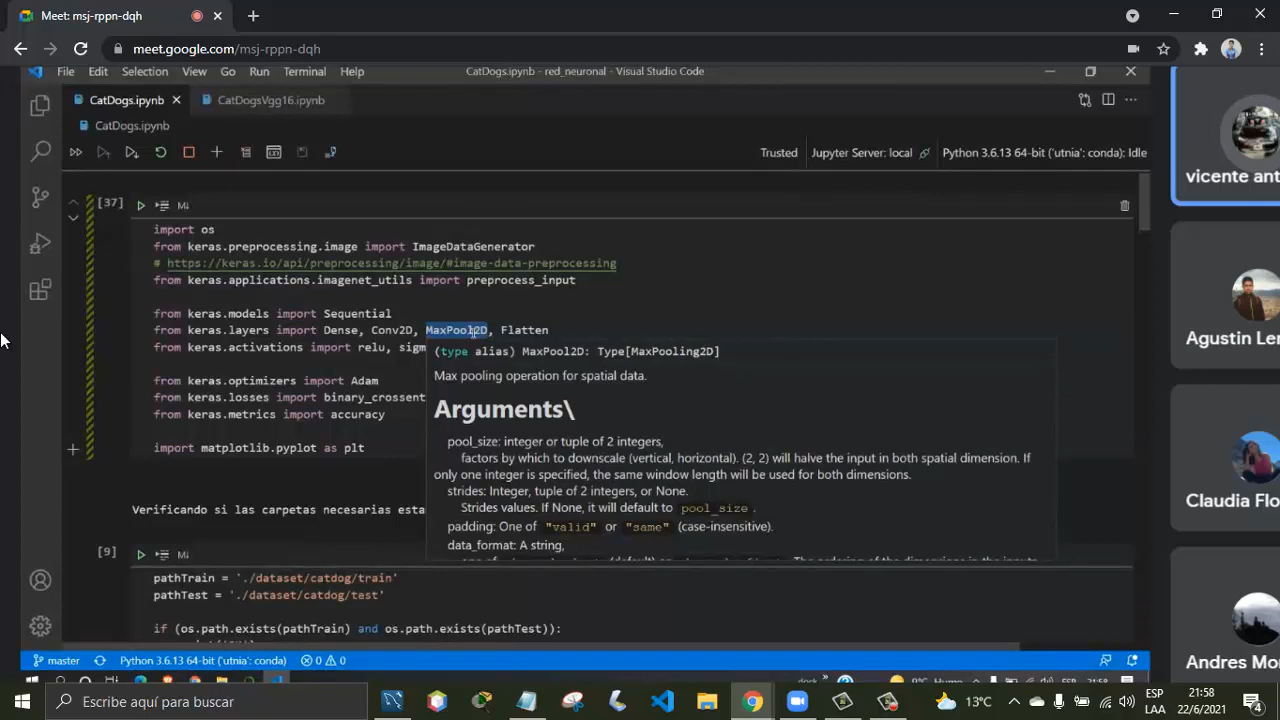 Meet: msj-rppn-dqh
meet.google.com/msj-rppn-dqh
File Edit Selection View Go Run Terminal Help
CatDogs.ipynb - red_neuronal - Visual Studio Code
CatDogs.ipynb
CatDogsVgg16.ipynb
CatDogs.ipynb
Trusted
Jupyter Server: local
Python 3.6.13 64-bit ('utnia': conda): Idle
[37]
import os
from keras.preprocessing.image import ImageDataGenerator
# https://keras.io/api/preprocessing/image/#image-data-preprocessing
from keras.applications.imagenet_utils import preprocess_input
from keras.models import Sequential
from keras.layers import Dense, Conv2D, MaxPool2D, Flatten
from keras.activations import relu, sigm
(type alias) MaxPool2D: Type[MaxPooling2D]
Max pooling operation for spatial data.
from keras.optimizers import Adam
from keras.losses import binary_crossent
from keras.metrics import accuracy
import matplotlib.pyplot as plt
Arguments\
pool_size: integer or tuple of 2 integers,
factors by which to downscale (vertical, horizontal). (2, 2) will halve the input in both spatial dimension. If
only one integer is specified, the same window length will be used for both dimensions.
strides: Integer, tuple of 2 integers, or None.
Strides values. If None, it will default to pool_size.
padding: One of "valid" or "same" (case-insensitive).
data_format: A string,
Verificando si las carpetas necesarias esta
[9]
pathTrain = './dataset/catdog/train'
pathTest = './dataset/catdog/test'
if (os.path.exists(pathTrain) and os.path.exists(pathTest)):
master
Python 3.6.13 64-bit ('utnia': conda)
0 0
vicente ant
Agustin Ler
Claudia Flo
Andres Mor
Escribe aquí para buscar
13°C
ESP
LAA
21:58
22/6/2021
4